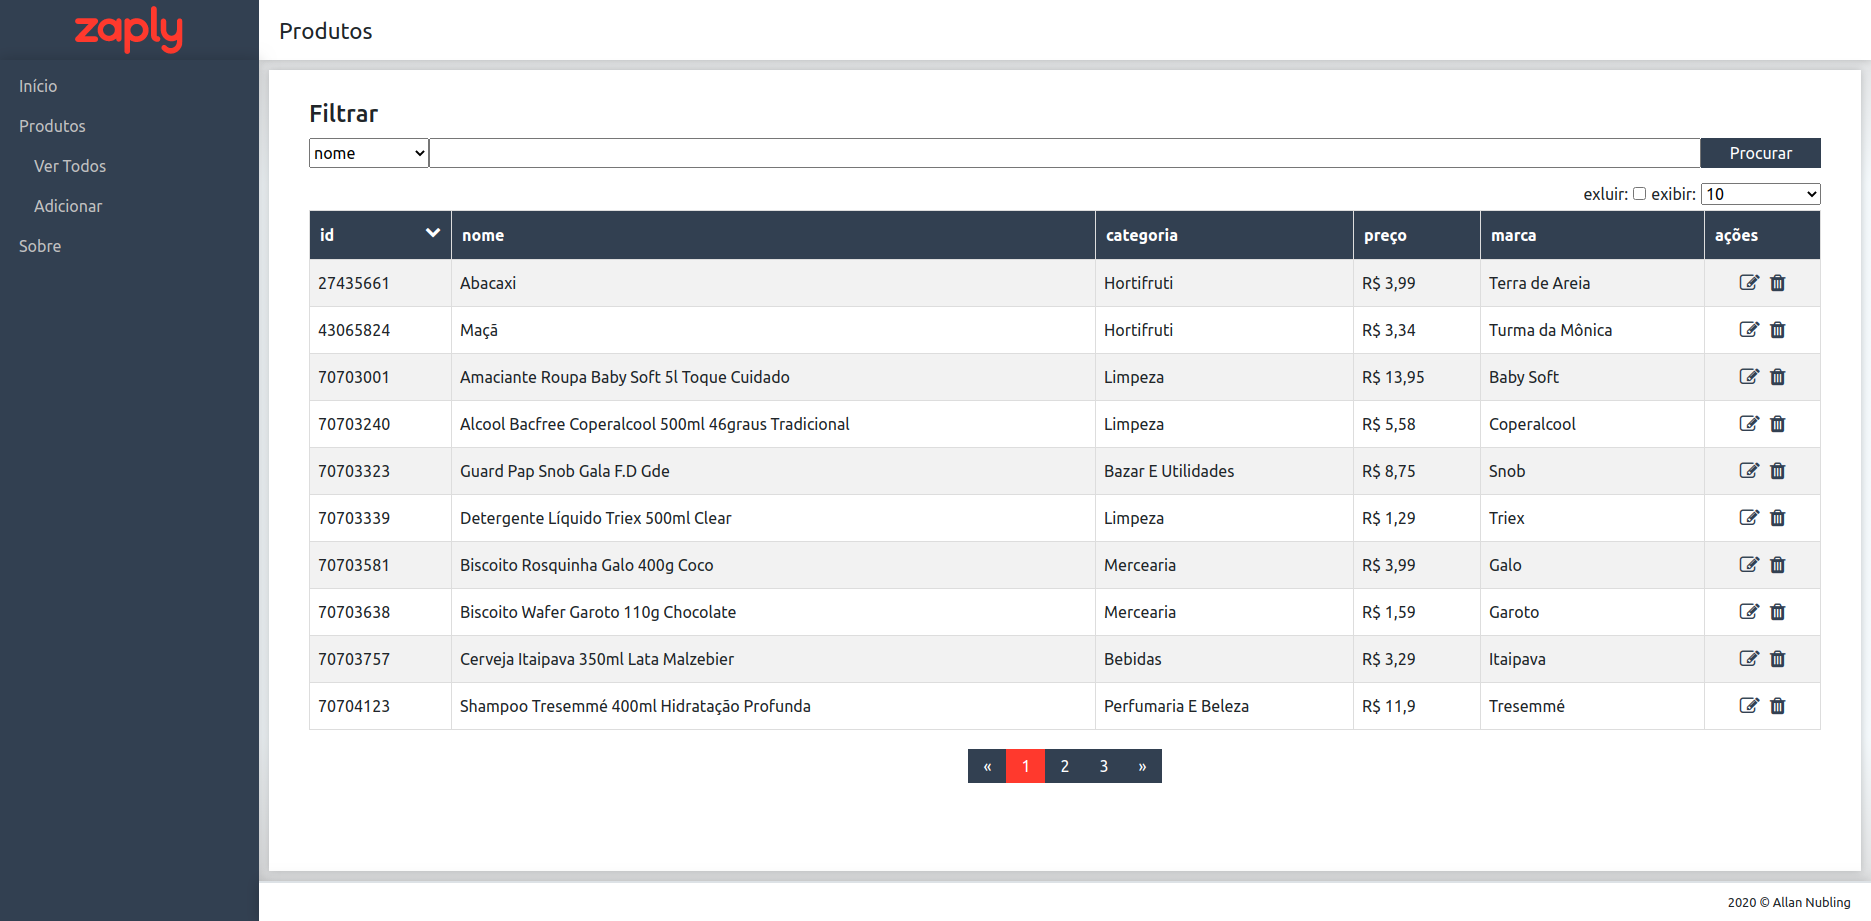 zaply
Produtos
Início
Produtos
Ver Todos
Adicionar
Sobre
Filtrar
nome Procurar
exluir: exibir: 10
id nome categoria preço marca ações
27435661 Abacaxi Hortifruti R$ 3,99 Terra de Areia
43065824 Maçã Hortifruti R$ 3,34 Turma da Mônica
70703001 Amaciante Roupa Baby Soft 5l Toque Cuidado Limpeza R$ 13,95 Baby Soft
70703240 Alcool Bacfree Coperalcool 500ml 46graus Tradicional Limpeza R$ 5,58 Coperalcool
70703323 Guard Pap Snob Gala F.D Gde Bazar E Utilidades R$ 8,75 Snob
70703339 Detergente Líquido Triex 500ml Clear Limpeza R$ 1,29 Triex
70703581 Biscoito Rosquinha Galo 400g Coco Mercearia R$ 3,99 Galo
70703638 Biscoito Wafer Garoto 110g Chocolate Mercearia R$ 1,59 Garoto
70703757 Cerveja Itaipava 350ml Lata Malzebier Bebidas R$ 3,29 Itaipava
70704123 Shampoo Tresemmé 400ml Hidratação Profunda Perfumaria E Beleza R$ 11,9 Tresemmé
« 1 2 3 »
2020 © Allan Nubling